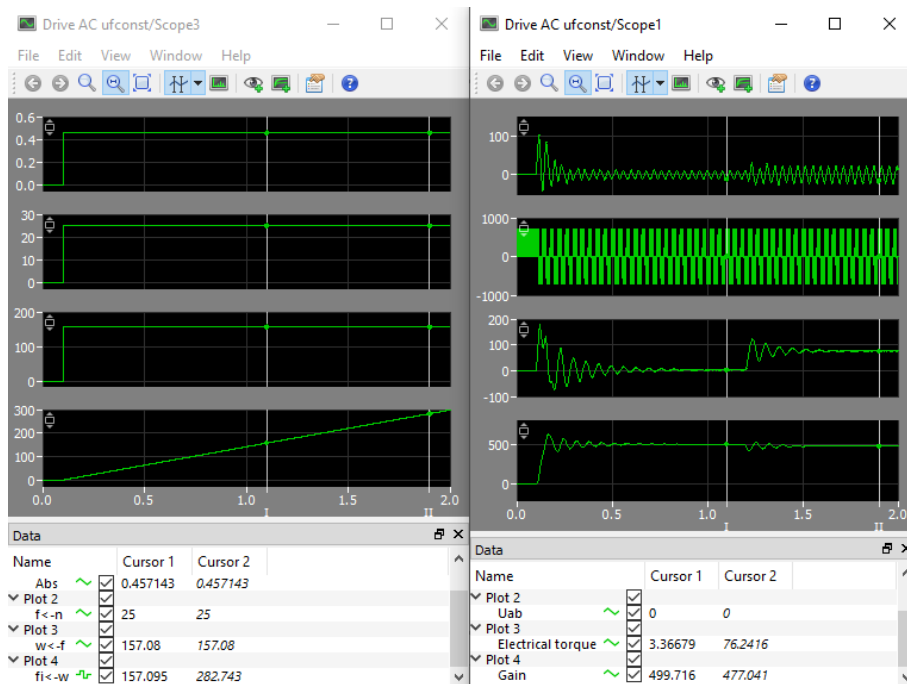 Drive AC ufconst/Scope3
File Edit View Window Help
0.6
0.4
0.2
0.0
30
20
10
0
200
100
0
300
200
100
0
0.0 0.5 1.0 1.5 2.0
I II
Data
Name Cursor 1 Cursor 2
Abs 0.457143 0.457143
Plot 2
f<-n 25 25
Plot 3
w<-f 157.08 157.08
Plot 4
fi<-w 157.095 282.743
Drive AC ufconst/Scope1
File Edit View Window Help
100
0
1000
0
-1000
200
100
0
-100
500
0
0.0 0.5 1.0 1.5 2.0
I II
Data
Name Cursor 1 Cursor 2
Plot 2
Uab 0 0
Plot 3
Electrical torque 3.36679 76.2416
Plot 4
Gain 499.716 477.041